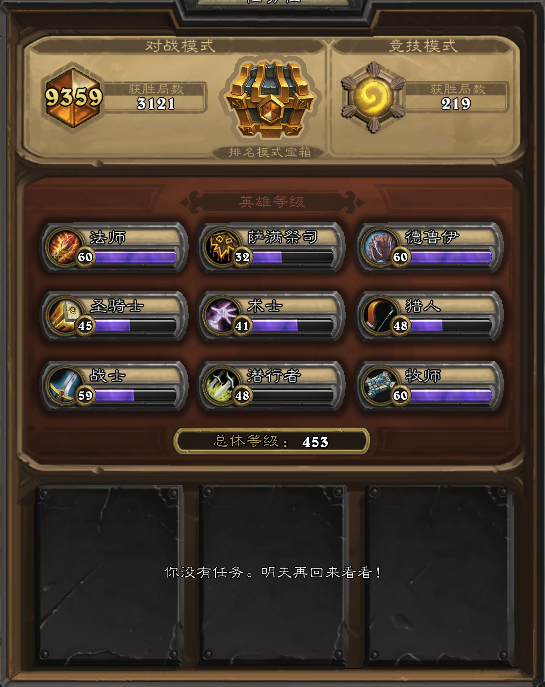 对战模式
竞技模式
9359
获胜局数
3121
获胜局数
219
排名模式宝箱
英雄等级
法师
60
萨满祭司
32
德鲁伊
60
圣骑士
45
术士
41
猎人
48
战士
59
潜行者
48
牧师
60
总体等级： 453
你没有任务。明天再回来看看！